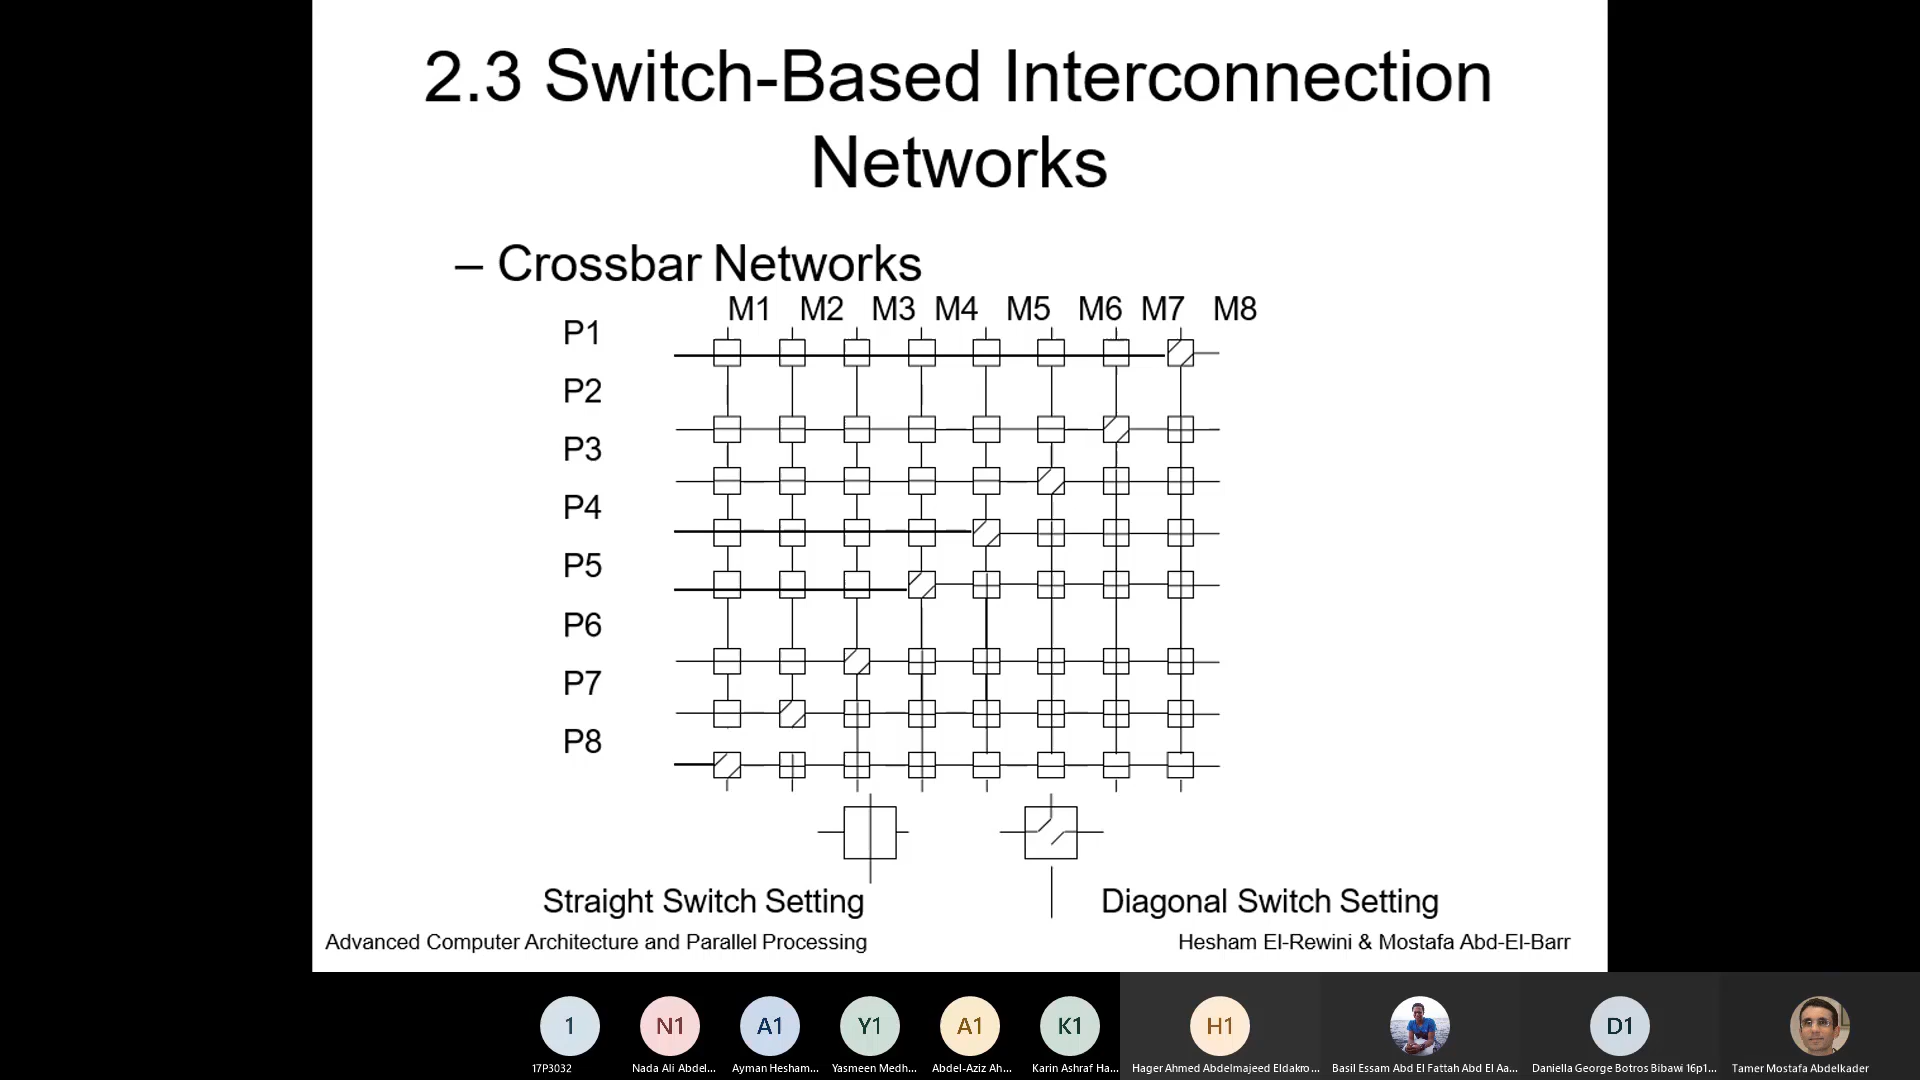 2.3 Switch-Based Interconnection
Networks
– Crossbar Networks
M1 M2 M3 M4 M5 M6 M7 M8
P1
P2
P3
P4
P5
P6
P7
P8
Straight Switch Setting
Diagonal Switch Setting
Advanced Computer Architecture and Parallel Processing
Hesham El-Rewini & Mostafa Abd-El-Barr
1 N1 A1 Y1 A1 K1 H1 D1
17P3032 Nada Ali Abdel... Ayman Hesham... Yasmeen Medh... Abdel-Aziz Ah... Karin Ashraf Ha... Hager Ahmed Abdelmajeed Eldakro... Basil Essam Abd El Fattah Abd El Aa... Daniella George Botros Bibawi 16p1... Tamer Mostafa Abdelkader